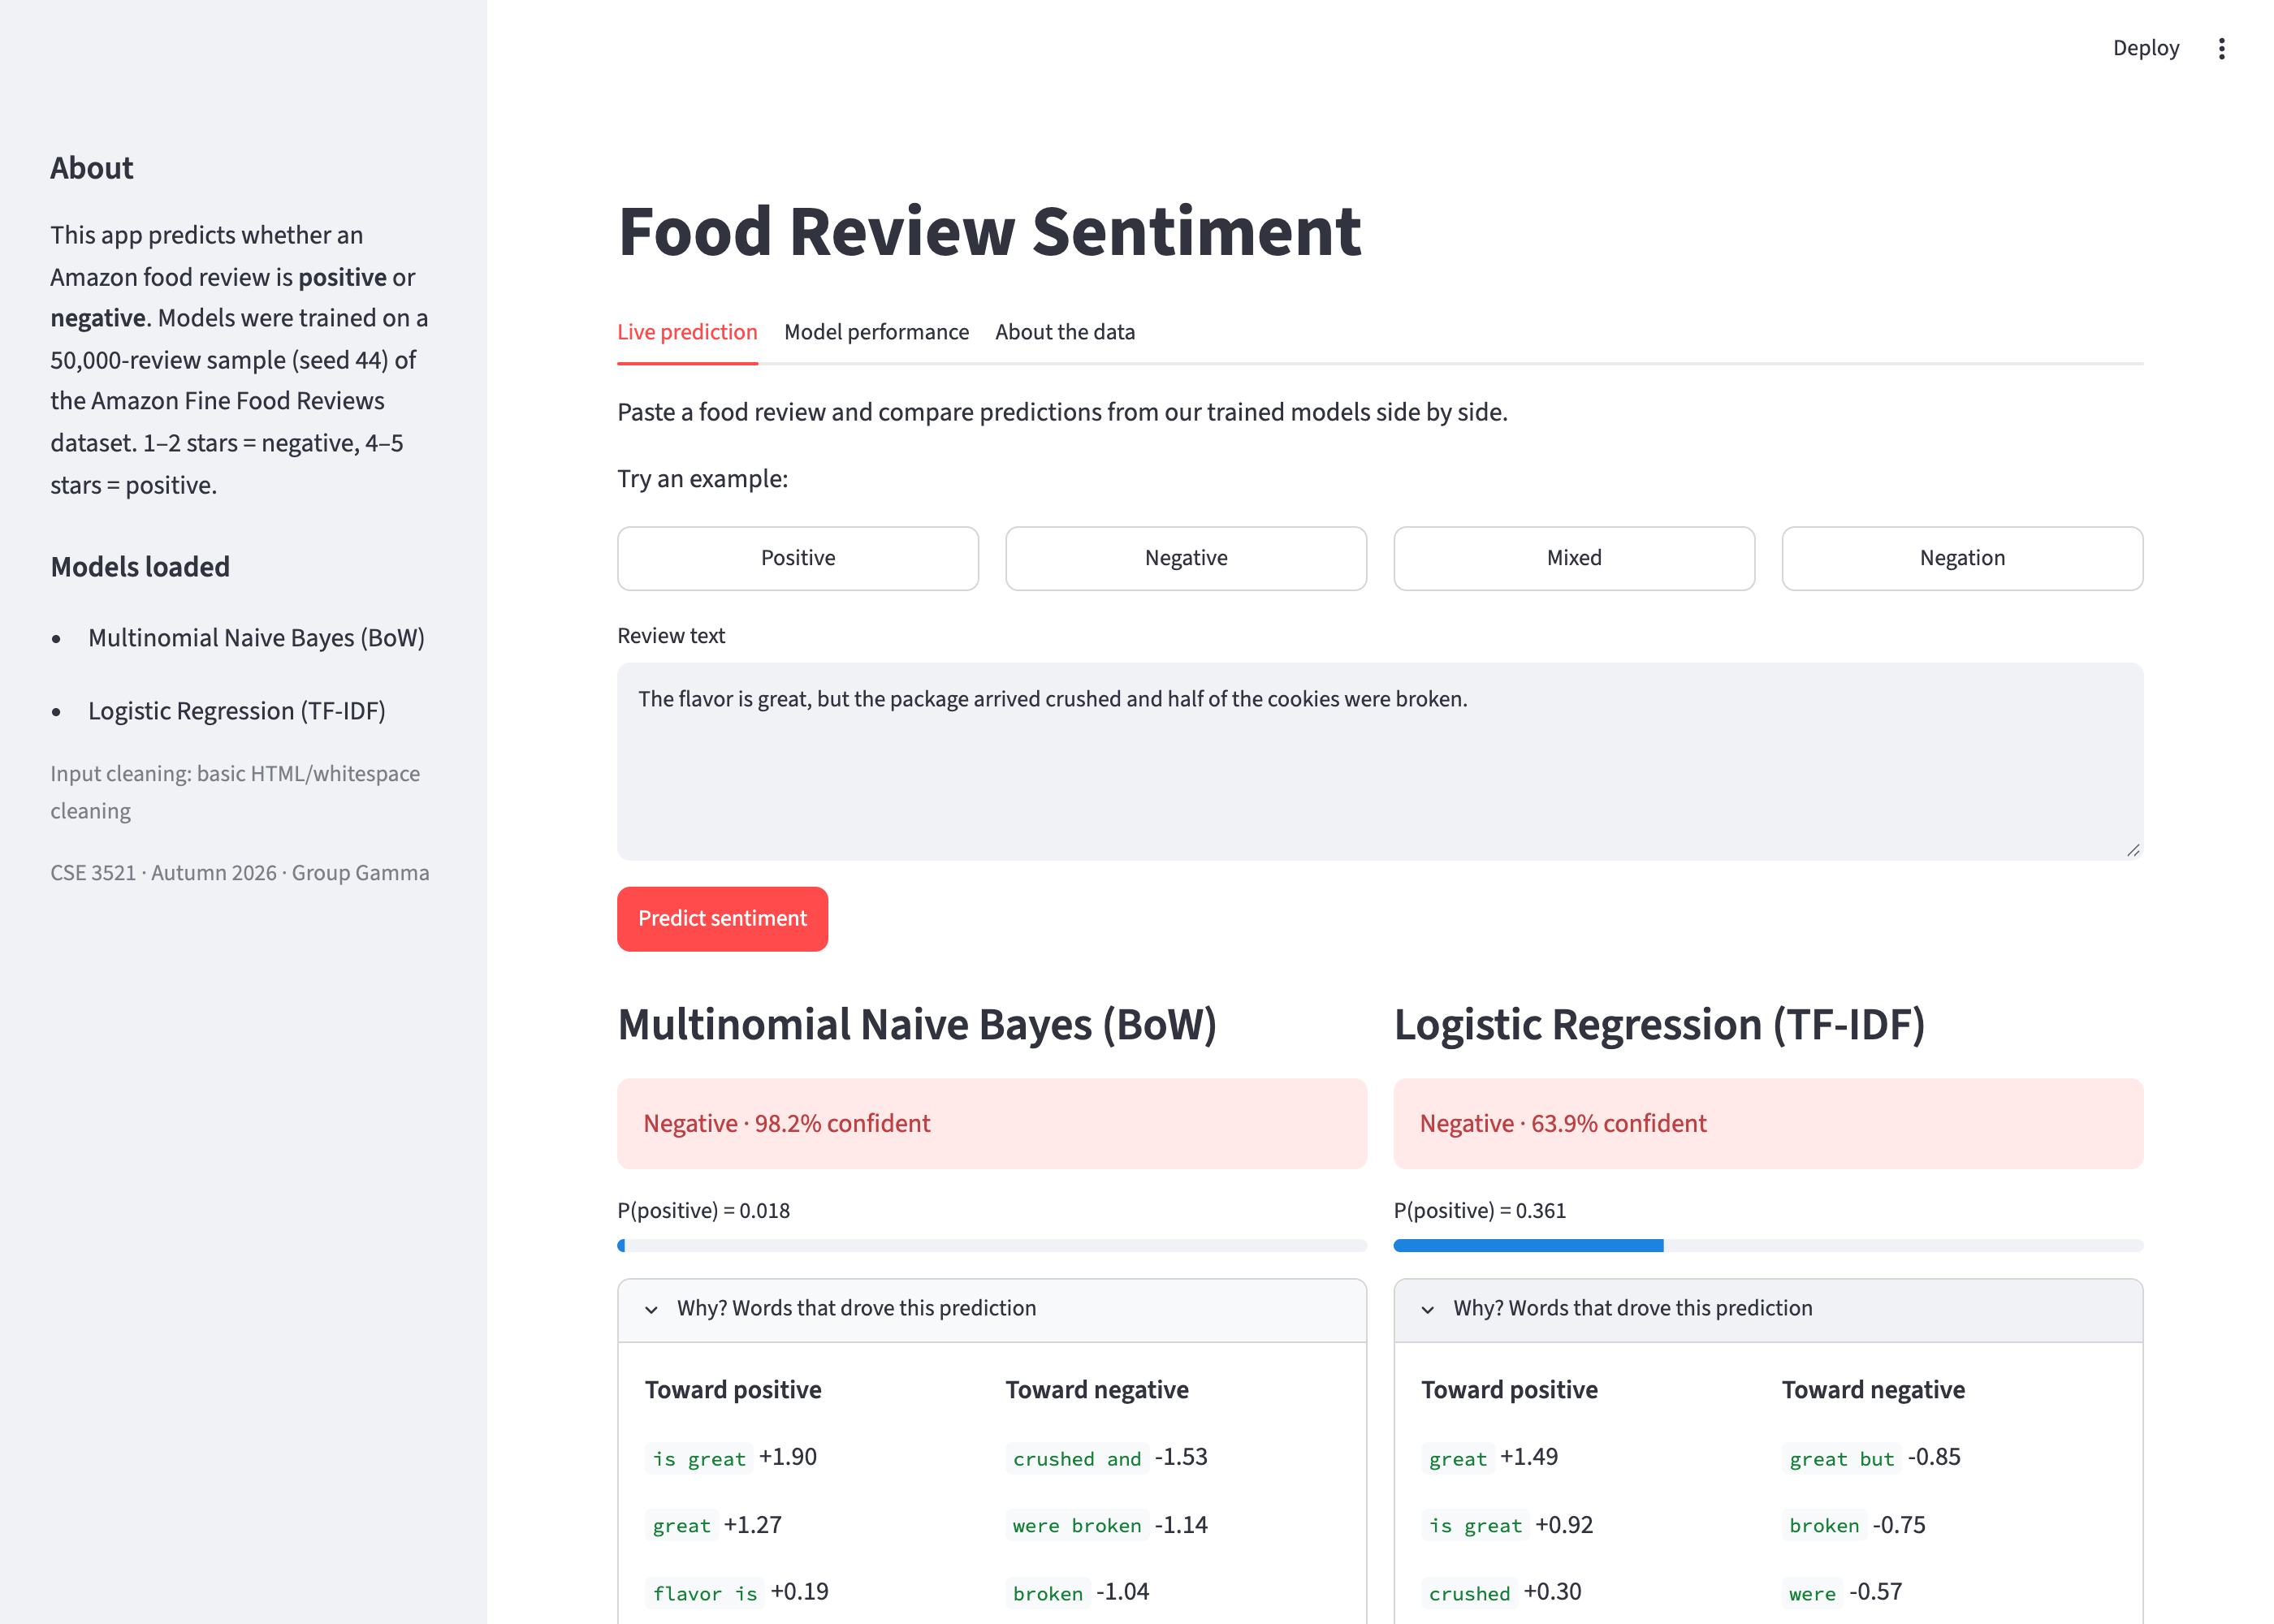 Deploy
About
This app predicts whether an
Amazon food review is positive or
negative. Models were trained on a
50,000-review sample (seed 44) of
the Amazon Fine Food Reviews
dataset. 1–2 stars = negative, 4–5
stars = positive.
Models loaded
• Multinomial Naive Bayes (BoW)
• Logistic Regression (TF-IDF)
Input cleaning: basic HTML/whitespace
cleaning
CSE 3521 · Autumn 2026 · Group Gamma
Food Review Sentiment
Live prediction Model performance About the data
Paste a food review and compare predictions from our trained models side by side.
Try an example:
Positive Negative Mixed Negation
Review text
The flavor is great, but the package arrived crushed and half of the cookies were broken.
Predict sentiment
Multinomial Naive Bayes (BoW)
Negative · 98.2% confident
P(positive) = 0.018
Why? Words that drove this prediction
Toward positive Toward negative
is great +1.90 crushed and -1.53
great +1.27 were broken -1.14
flavor is +0.19 broken -1.04
Logistic Regression (TF-IDF)
Negative · 63.9% confident
P(positive) = 0.361
Why? Words that drove this prediction
Toward positive Toward negative
great +1.49 great but -0.85
is great +0.92 broken -0.75
crushed +0.30 were -0.57